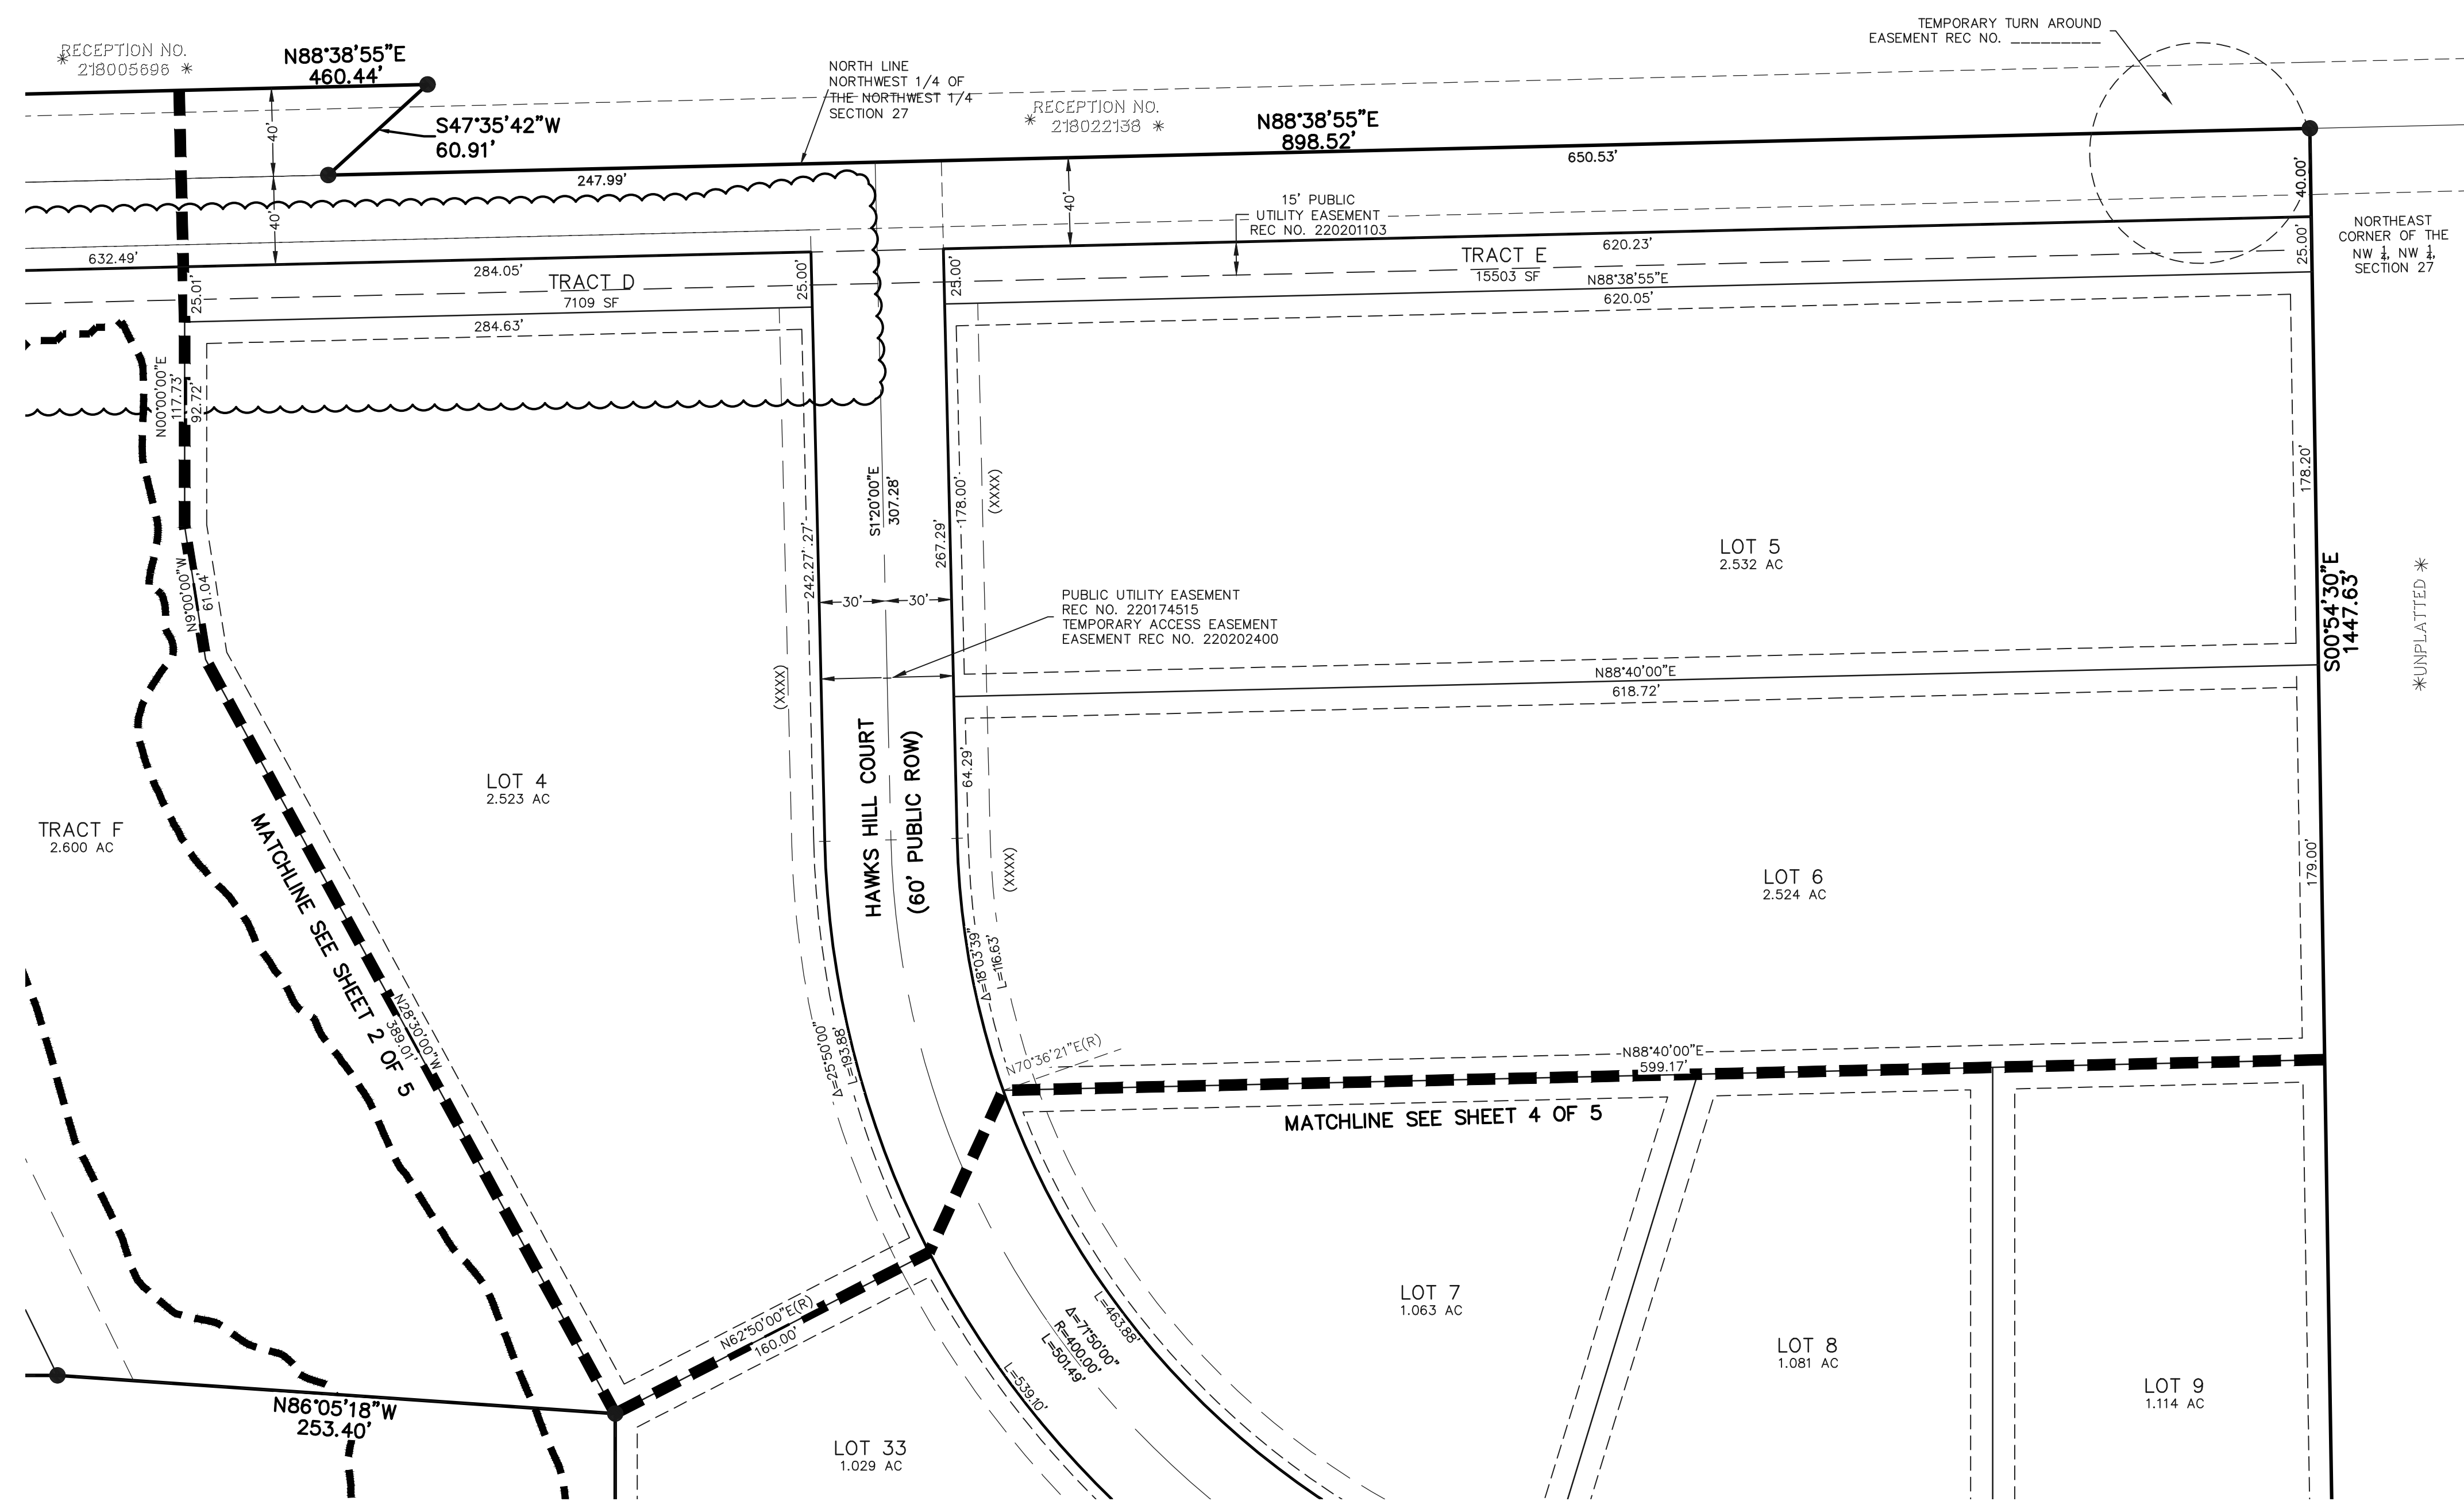 TEMPORARY TURN AROUND
EASEMENT REC NO. __________
RECEPTION NO.
* 218005696 *
N88°38'55"E
460.44'
NORTH LINE
NORTHWEST 1/4 OF
THE NORTHWEST 1/4
SECTION 27
S47°35'42"W
60.91'
40'
RECEPTION NO.
* 218022138 *
N88°38'55"E
898.52'
650.53'
247.99'
40'
40'
40.00'
15' PUBLIC
UTILITY EASEMENT
REC NO. 220201103
NORTHEAST
CORNER OF THE
NW 1/4, NW 1/4,
SECTION 27
632.49'
284.05'
620.23'
25.01'
TRACT D
7109 SF
25.00'
25.00'
TRACT E
15503 SF
25.00'
N88°38'55"E
620.05'
284.63'
N00°00'00"E
117.73'
92.72'
S1°20'00"E
307.28'
178.00'
(XXXX)
178.20'
242.27'
.27'
267.29'
LOT 5
2.532 AC
N9°00'00"W
61.04'
30'
30'
PUBLIC UTILITY EASEMENT
REC NO. 220174515
TEMPORARY ACCESS EASEMENT
EASEMENT REC NO. 220202400
S00°54'30"E
1447.63'
*UNPLATTED *
(XXXX)
N88°40'00"E
618.72'
HAWKS HILL COURT
(60' PUBLIC ROW)
64.29'
LOT 4
2.523 AC
TRACT F
2.600 AC
(XXXX)
LOT 6
2.524 AC
179.00'
MATCHLINE SEE SHEET 2 OF 5
N28°30'00"W
389.01'
Δ=18°03'39"
L=116.63'
Δ=25°50'00"
L=193.88'
N70°36'21"E(R)
N88°40'00"E
599.17'
MATCHLINE SEE SHEET 4 OF 5
N62°50'00"E(R)
160.00'
L=463.88'
Δ=71°50'00"
R=400.00'
L=501.49'
L=539.10'
LOT 7
1.063 AC
LOT 8
1.081 AC
LOT 9
1.114 AC
N86°05'18"W
253.40'
LOT 33
1.029 AC